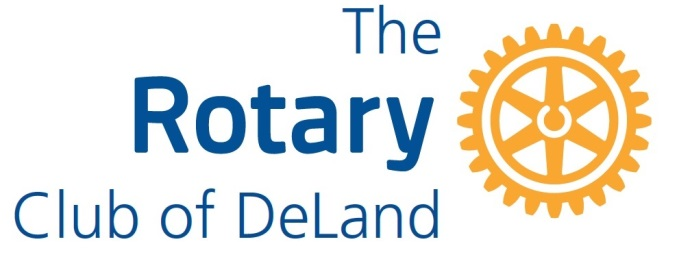 The
Rotary
Club of DeLand